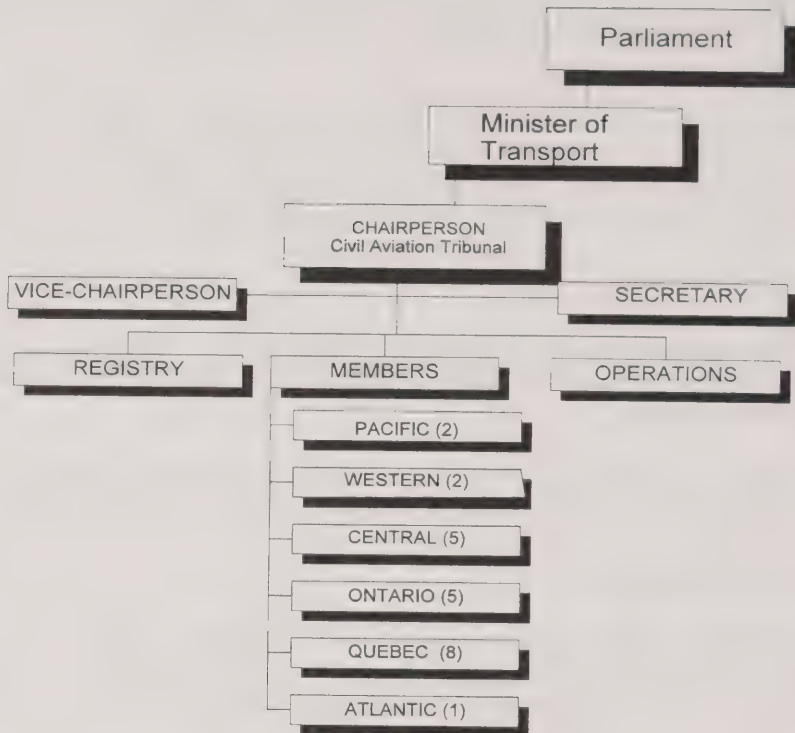 Parliament
Minister of
Transport
CHAIRPERSON
Civil Aviation Tribunal
VICE-CHAIRPERSON
SECRETARY
REGISTRY
MEMBERS
OPERATIONS
PACIFIC (2)
WESTERN (2)
CENTRAL (5)
ONTARIO (5)
QUEBEC (8)
ATLANTIC (1)